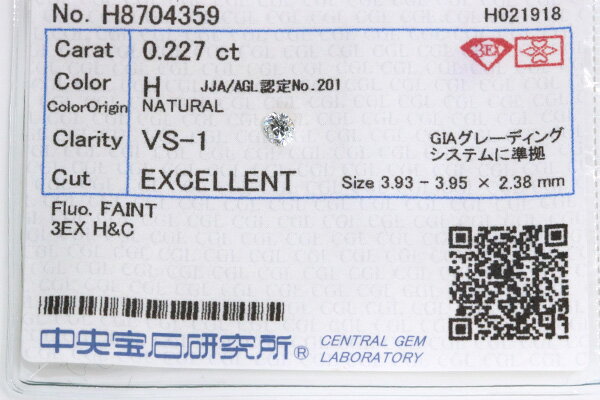 No. H8704359
H021918
Carat 0.227 ct
3EX
Color H JJA/AGL認定No.201
ColorOrigin NATURAL
Clarity VS-1
GIAグレーディング
システムに準拠
Cut EXCELLENT Size 3.93 - 3.95 × 2.38 mm
Fluo. FAINT
3EX H&C
中央宝石研究所® CENTRAL GEM
LABORATORY